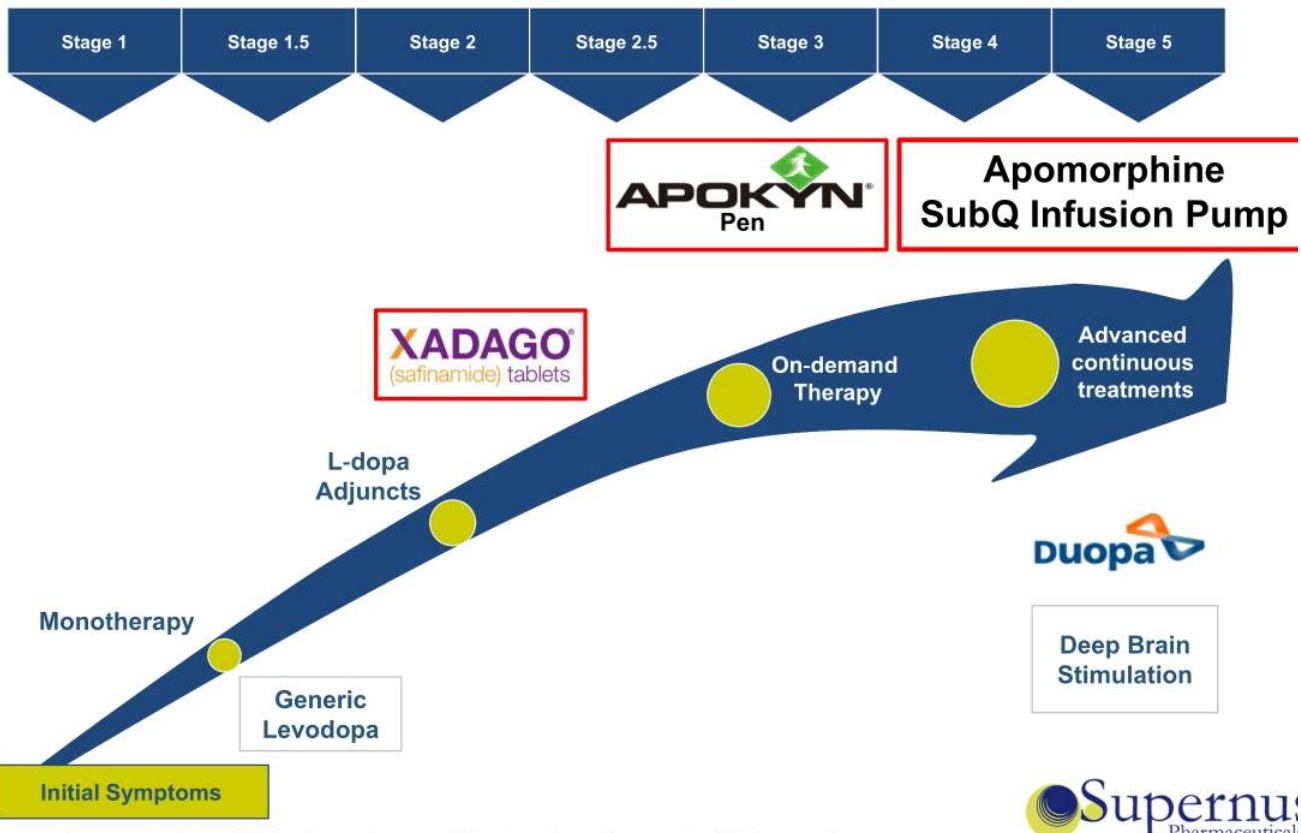 Stage 1
Stage 1.5
Stage 2
Stage 2.5
Stage 3
Stage 4
Stage 5
APOKYN®
Pen
Apomorphine
SubQ Infusion Pump
XADAGO®
(safinamide) tablets
On-demand
Therapy
Advanced
continuous
treatments
L-dopa
Adjuncts
Duopa
Monotherapy
Deep Brain
Stimulation
Generic
Levodopa
Initial Symptoms
Supernus
Pharmaceuticals